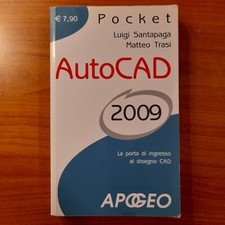 € 7,90
Pocket
Luigi Santapaga
Matteo Trasi
AutoCAD
2009
La porta di ingresso
al disegno CAD
APOGEO